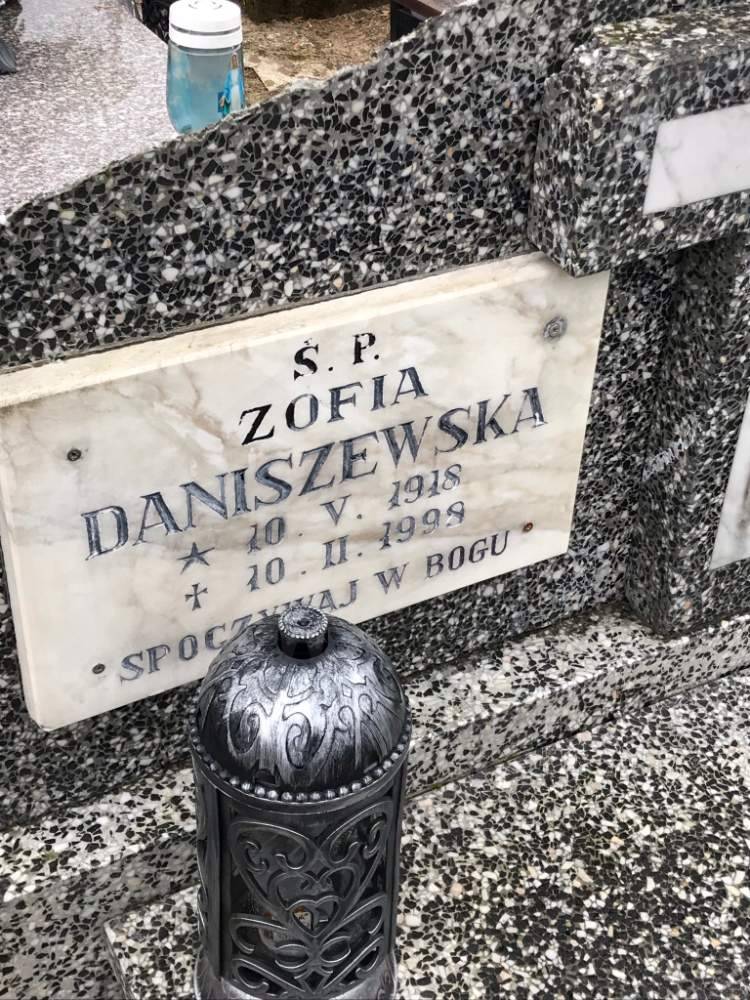 Ś. P.
ZOFIA
DANISZEWSKA
★ 10. V. 1918
✝ 10. II. 1998
SPOCZYWAJ W BOGU